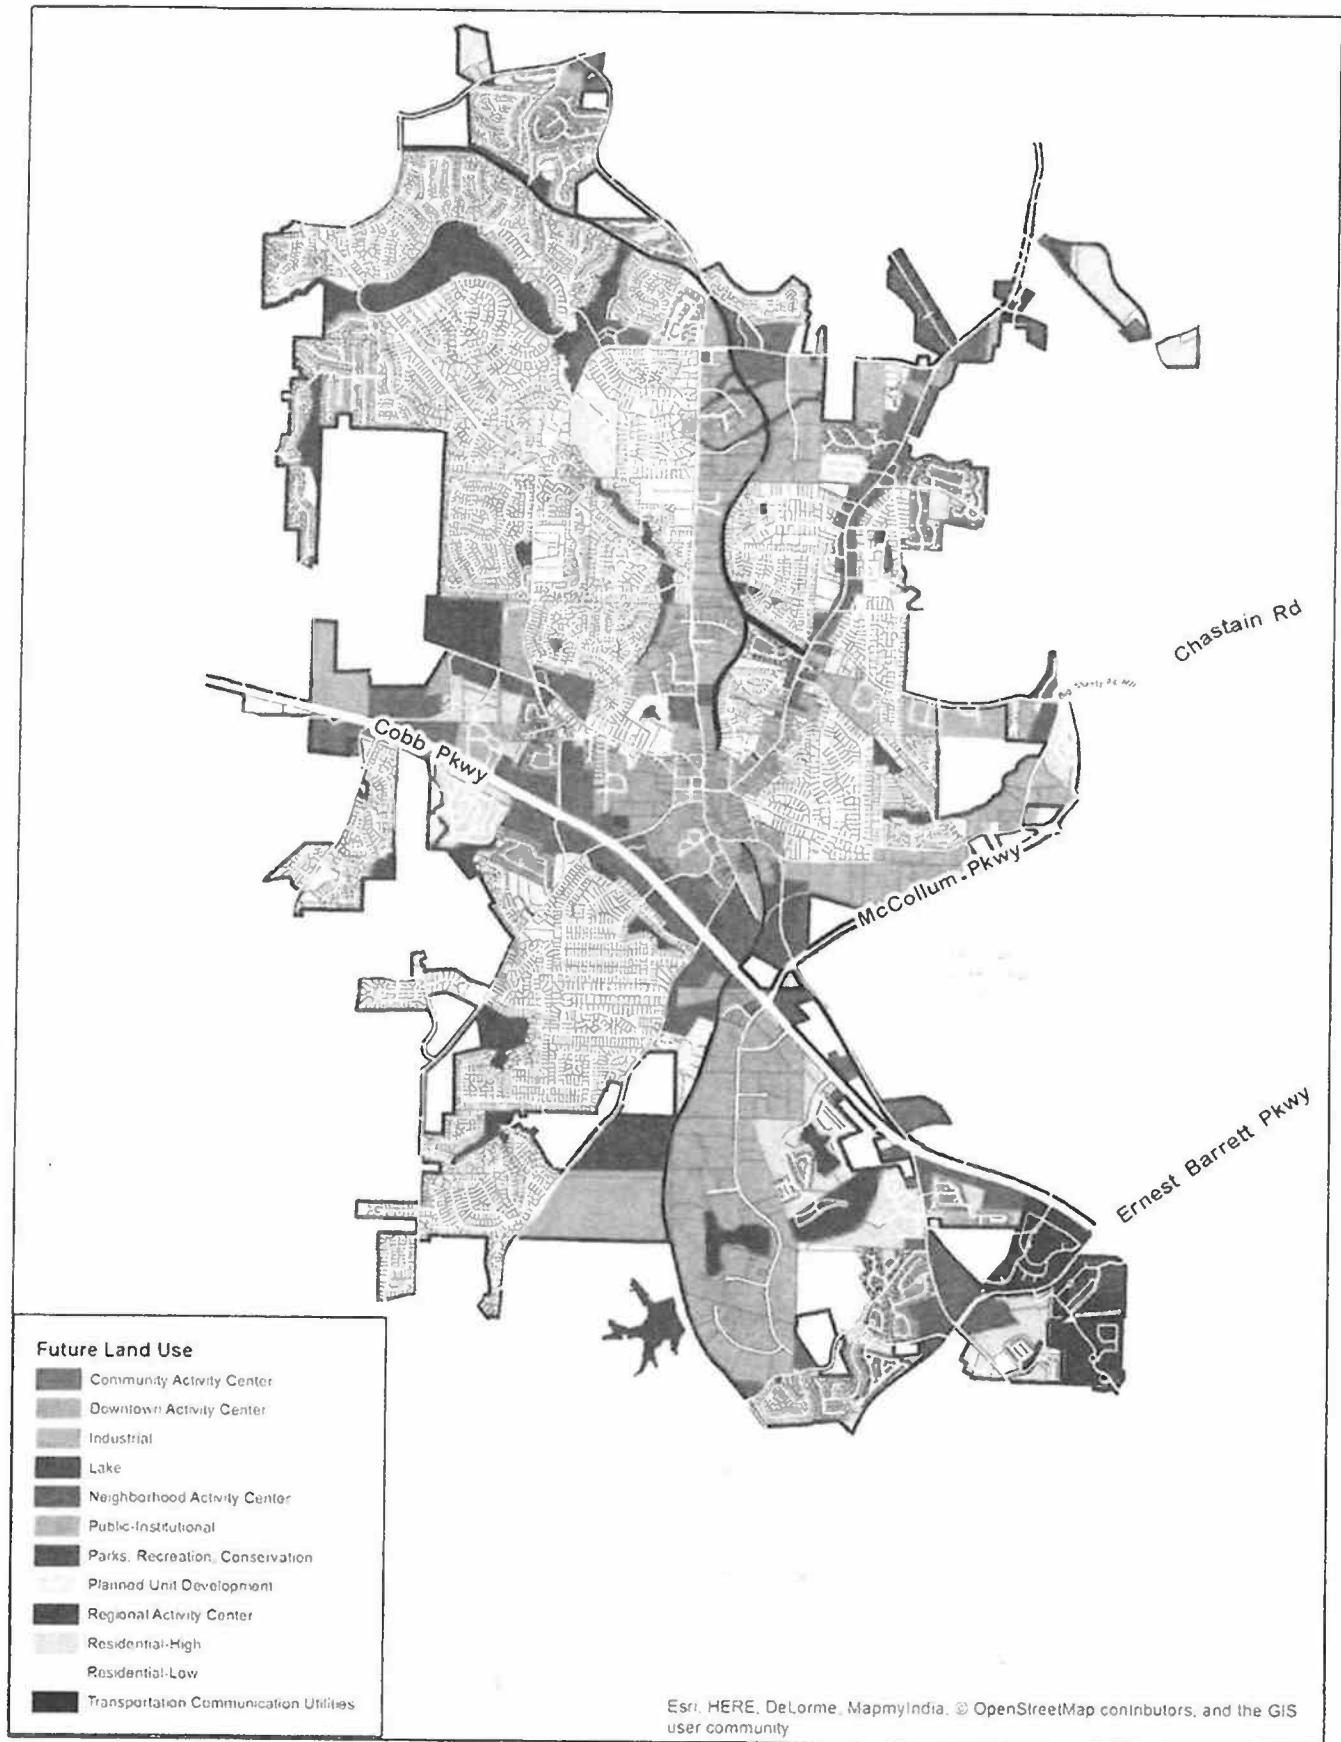 Chastain Rd
Cobb Pkwy
McCollum Pkwy
Ernest Barrett Pkwy
Future Land Use
Community Activity Center
Downtown Activity Center
Industrial
Lake
Neighborhood Activity Center
Public-Institutional
Parks, Recreation, Conservation
Planned Unit Development
Regional Activity Center
Residential-High
Residential-Low
Transportation Communication Utilities
Esri, HERE, DeLorme, MapmyIndia, © OpenStreetMap contributors, and the GIS
user community